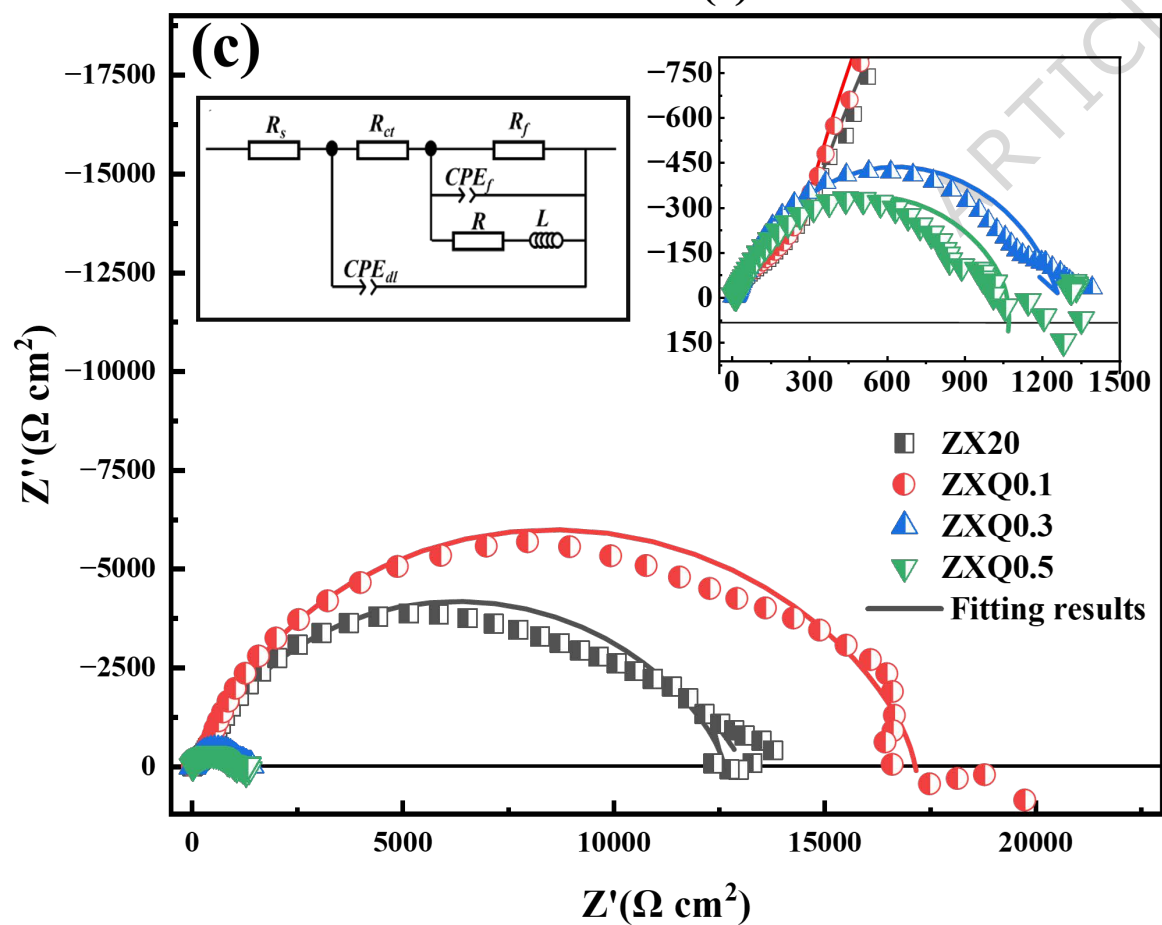 (c)
−17500
−15000
−12500
−10000
−7500
−5000
−2500
0
Z''(Ω cm²)
0 5000 10000 15000 20000
Z'(Ω cm²)
R_s R_ct R_f
CPE_f
R L
CPE_dl
−750
−600
−450
−300
−150
0
150
0 300 600 900 1200 1500
ZX20
ZXQ0.1
ZXQ0.3
ZXQ0.5
Fitting results
ARTICL